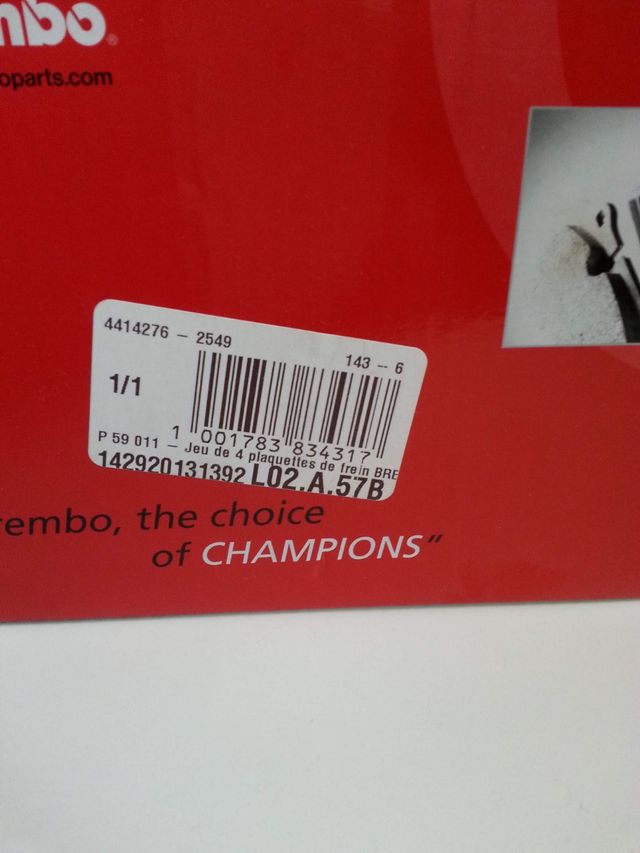 mbo®
oparts.com
4414276 - 2549
143 -- 6
1/1
1 001783 834317
P 59 011 - Jeu de 4 plaquettes de frein BRE
142920131392 L02.A.57B
rembo, the choice
of CHAMPIONS"